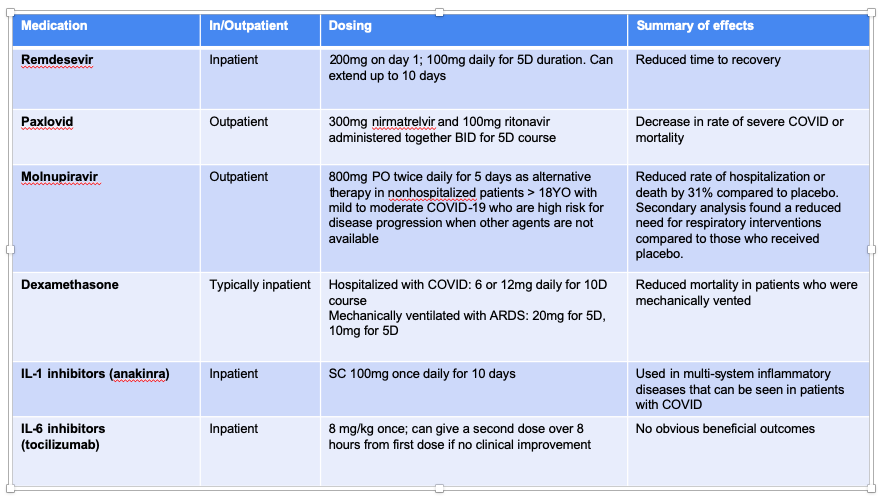 Medication In/Outpatient Dosing Summary of effects
Remdesevir Inpatient 200mg on day 1; 100mg daily for 5D duration. Can Reduced time to recovery
extend up to 10 days
Paxlovid Outpatient 300mg nirmatrelvir and 100mg ritonavir Decrease in rate of severe COVID or
administered together BID for 5D course mortality
Molnupiravir Outpatient 800mg PO twice daily for 5 days as alternative Reduced rate of hospitalization or
therapy in nonhospitalized patients > 18YO with death by 31% compared to placebo.
mild to moderate COVID-19 who are high risk for Secondary analysis found a reduced
disease progression when other agents are not need for respiratory interventions
available compared to those who received
placebo.
Dexamethasone Typically inpatient Hospitalized with COVID: 6 or 12mg daily for 10D Reduced mortality in patients who were
course mechanically vented
Mechanically ventilated with ARDS: 20mg for 5D,
10mg for 5D
IL-1 inhibitors (anakinra) Inpatient SC 100mg once daily for 10 days Used in multi-system inflammatory
diseases that can be seen in patients
with COVID
IL-6 inhibitors Inpatient 8 mg/kg once; can give a second dose over 8 No obvious beneficial outcomes
(tocilizumab) hours from first dose if no clinical improvement